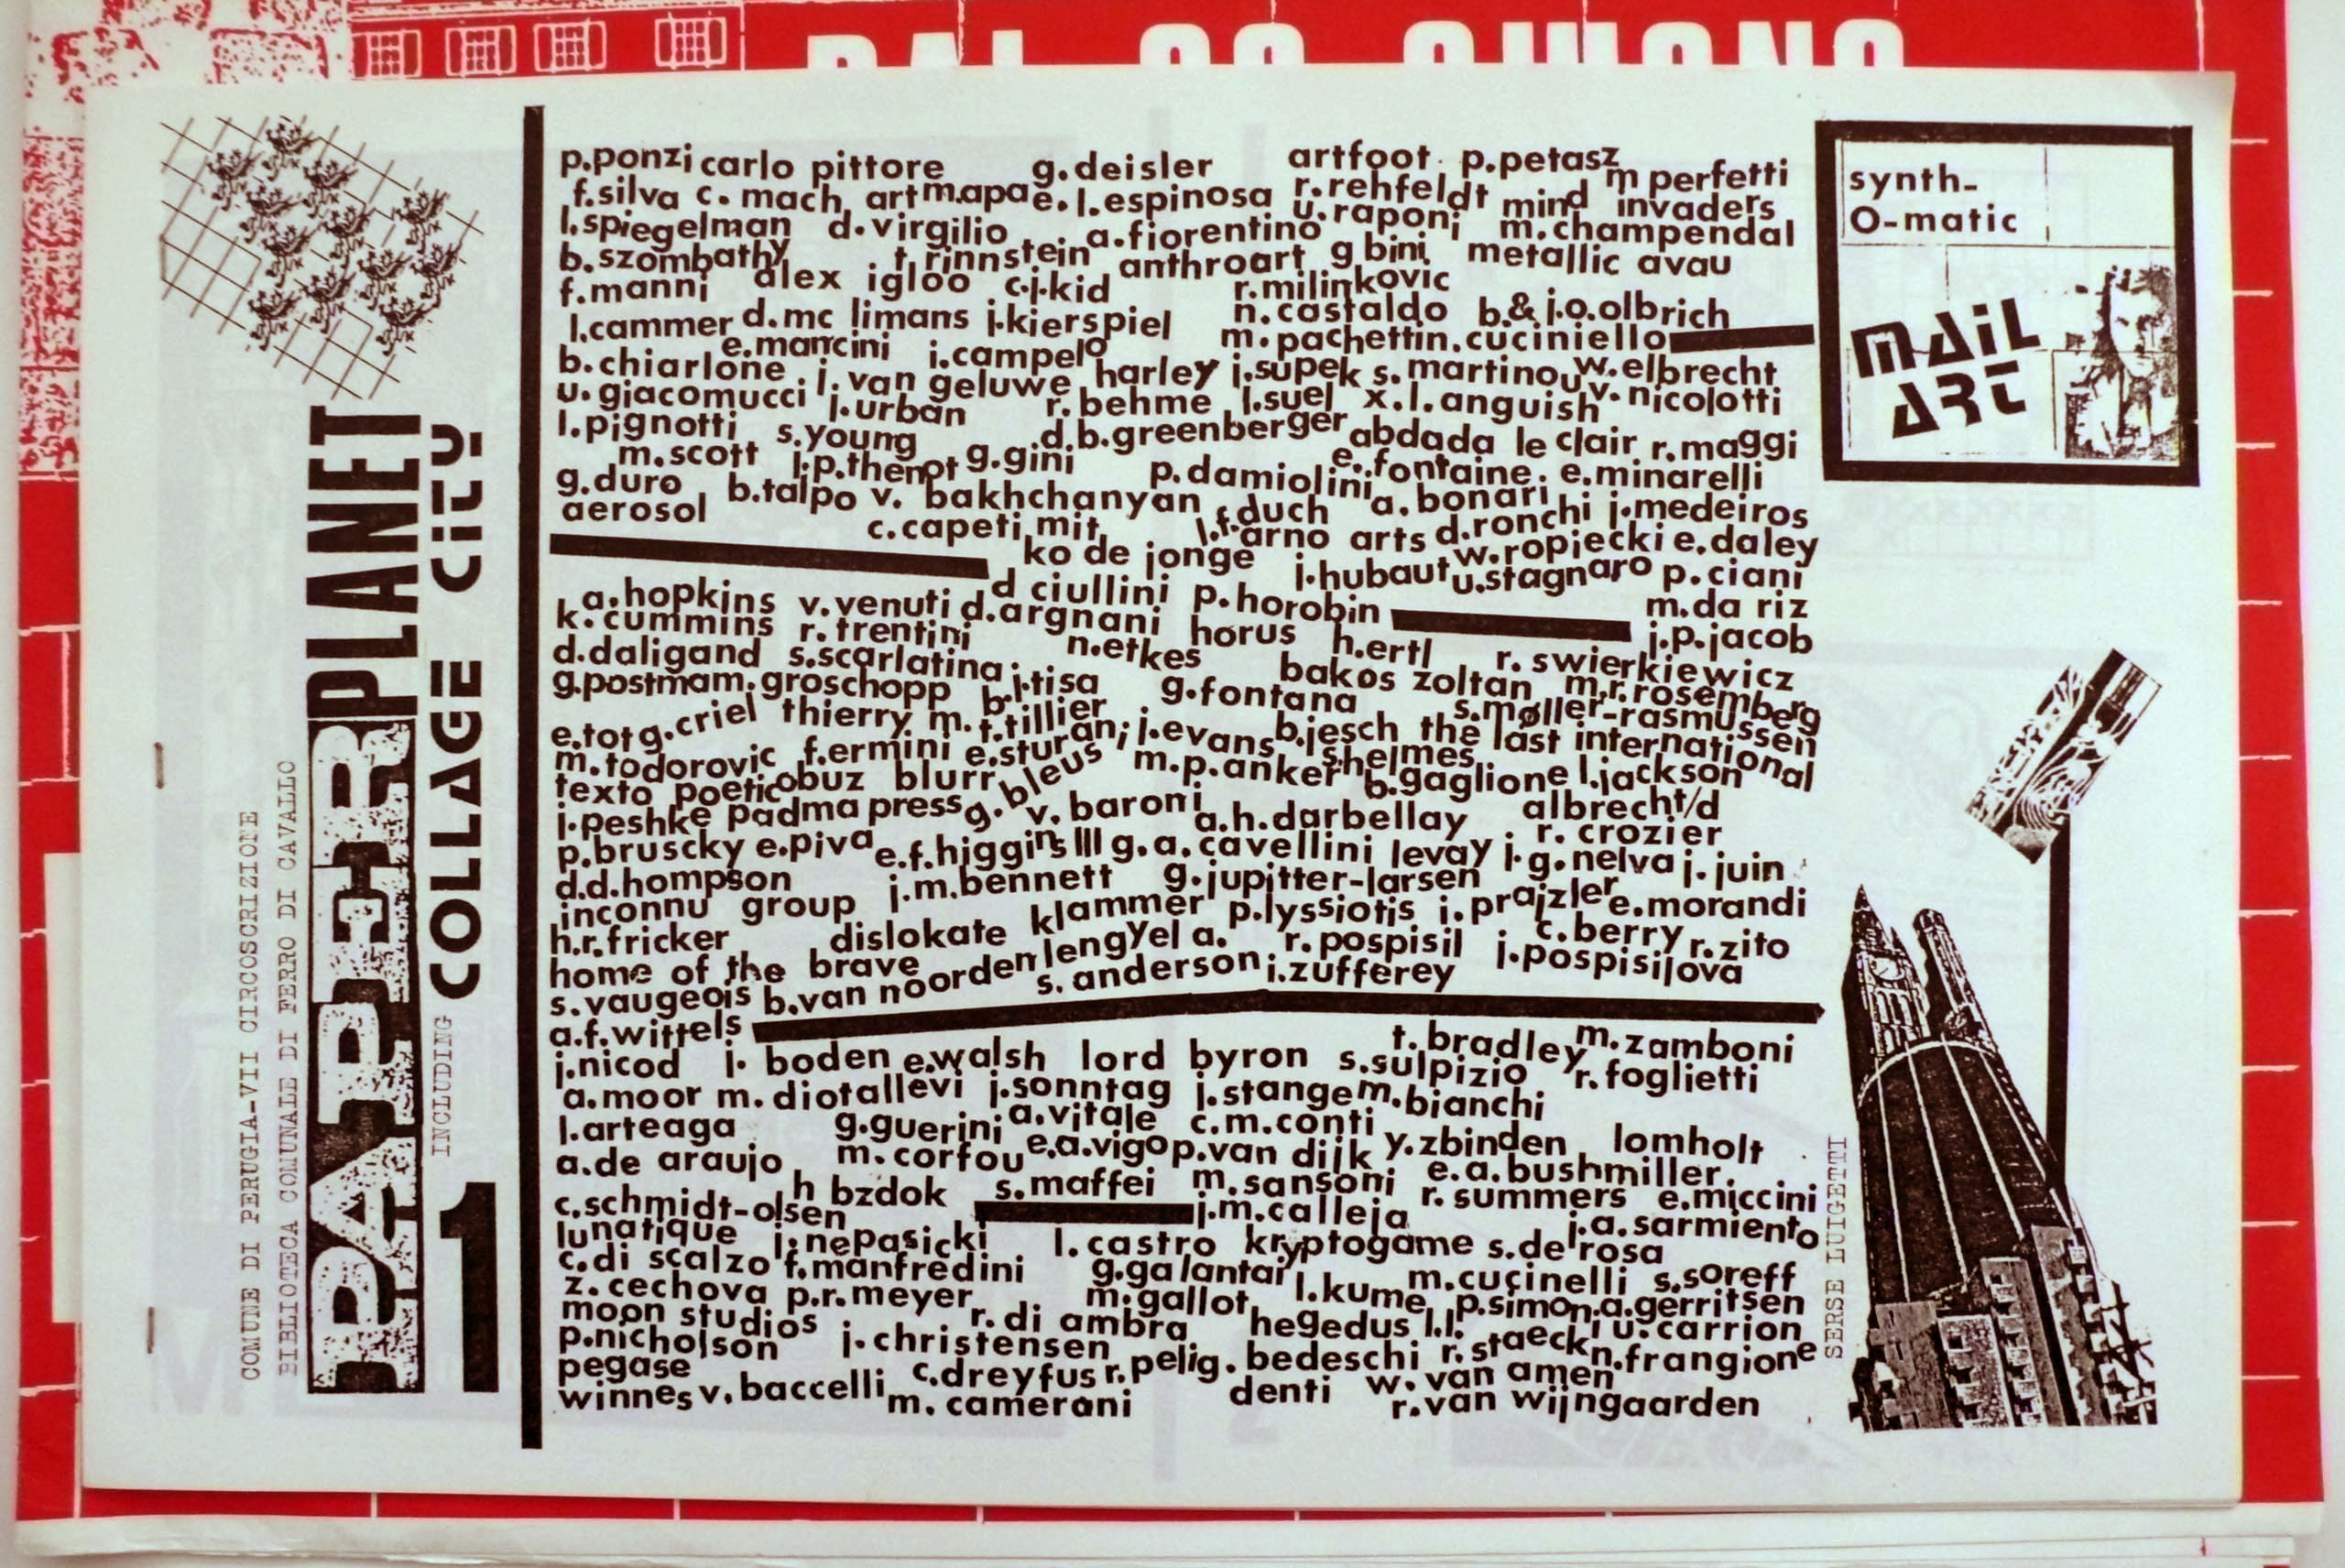 COMUNE DI PERUGIA-VII CIRCOSCRIZIONE
BIBLIOTECA COMUNALE DI FERRO DI CAVALLO
PAPER PLANET
INCLUDING COLLAGE CITY
1
p.ponzi carlo pittore g.deisler artfoot p.petasz
f.silva c. mach art m.apa e.l.espinosa r.rehfeldt m perfetti
l.spiegelman d.virgilio a.fiorentino u.raponi mind invaders
b.szombathy t.rinnstein anthroart g bini m.champendal
f.manni alex igloo c.j.kid r.milinkovic metallic avau
l.cammer d.mc limans j.kierspiel n.castaldo b.& j.o.olbrich
e.mancini i.campelo m.pachetti n.cuciniello
b.chiarlone j.van geluwe harley j.supek s.martinou w.elbrecht
u.giacomucci j.urban r.behme l.suel x.l.anguish v.nicolotti
l.pignotti s.young d.b.greenberger abdada le clair r.maggi
m.scott j.p.thenot g.gini p.damiolini e.fontaine e.minarelli
g.duro b.talpo v. bakhchanyan l.f.duch a.bonari j.medeiros
aerosol c.capeti mit arno arts d.ronchi
ko de jonge j.hubaut w.ropiecki e.daley
d ciullini p.horobin u.stagnaro p.ciani
a.hopkins v.venuti d.argnani m.da riz
k.cummins r.trentini n.etkes horus h.ertl j.p.jacob
d.daligand s.scarlatina j.tisa bakos zoltan r. swierkiewicz
g.postma m.groschopp b. g.fontana m.r.rosemberg
e.tot g.criel thierry m. t.tillier s.møller-rasmussen
m.todorovic f.ermini e.sturani j.evans b.jesch the last international
texto poetico buz blurr g.bleus m.p.anker s.helmes b.gaglione l.jackson
j.peshke padma press v. baroni a.h.darbellay albrecht/d
p.bruscky e.piva e.f.higgins III g.a.cavellini levay j.g.nelva j.juin
r. crozier
d.d.hompson j.m.bennett g.jupitter-larsen
inconnu group klammer p.lyssiotis i.prajzler e.morandi
h.r.fricker dislokate c.berry r.zito
home of the brave lengyel a. r. pospisil j.pospisilova
s.vaugeois b.van noorden s. anderson j.zufferey
a.f.wittels t.bradley m.zamboni
j.nicod j. boden e.walsh lord byron s.sulpizio r.foglietti
a.moor m.diotallevi j.sonntag j.stange m.bianchi
l.arteaga g.guerini a.vitale c.m.conti y.zbinden lomholt
a.de araujo m.corfou e.a.vigo p.van dijk e.a.bushmiller
h bzdok s.maffei m.sansoni r.summers e.miccini
c.schmidt-olsen j.m.calleja j.a.sarmiento
lunatique j.nepasicki l.castro kryptogame s.de rosa
c.di scalzo f.manfredini g.galantai m.cucinelli s.soreff
z.cechova p.r.meyer m.gallot l.kume p.simon a.gerritsen
moon studios r.di ambra hegedus l.l. u.carrion
p.nicholson j.christensen r.staeck n.frangione
pegase c.dreyfus r.peli g.bedeschi w.van amen
winnes v.baccelli m.camerani denti r.van wijngaarden
synth-
O-matic
MAIL
ART
SERSE LUIGETTI